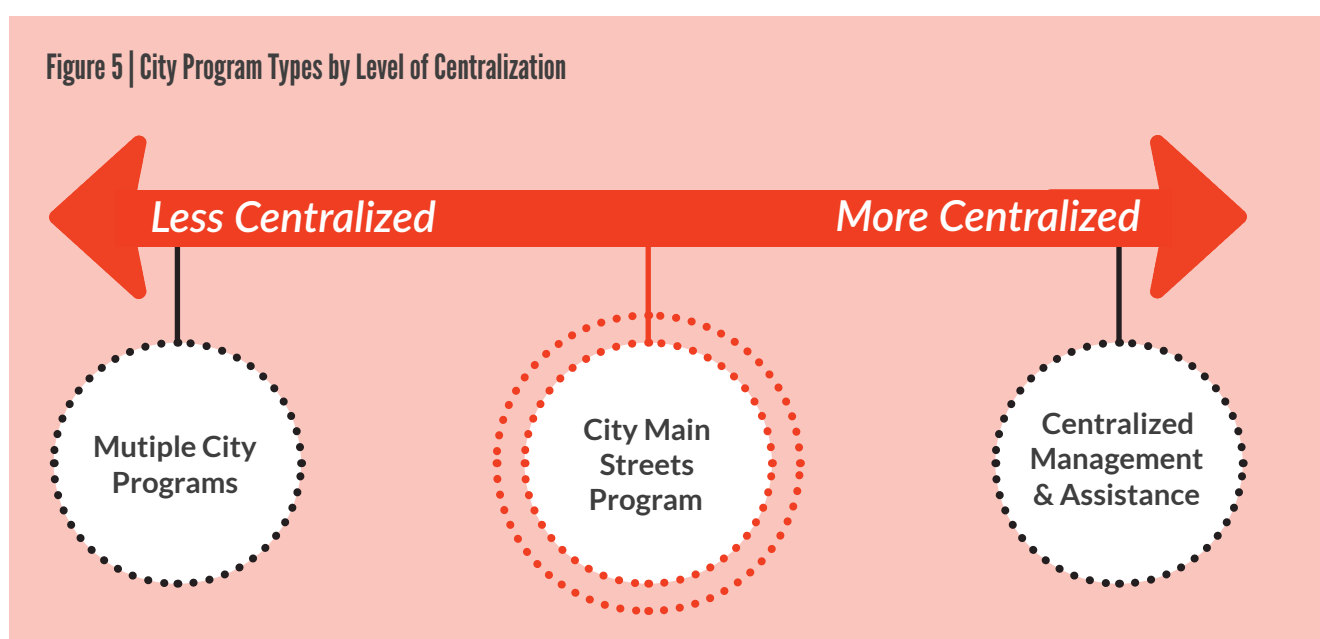 Figure 5 | City Program Types by Level of Centralization
Less Centralized
More Centralized
Mutiple City
Programs
City Main
Streets
Program
Centralized
Management
& Assistance